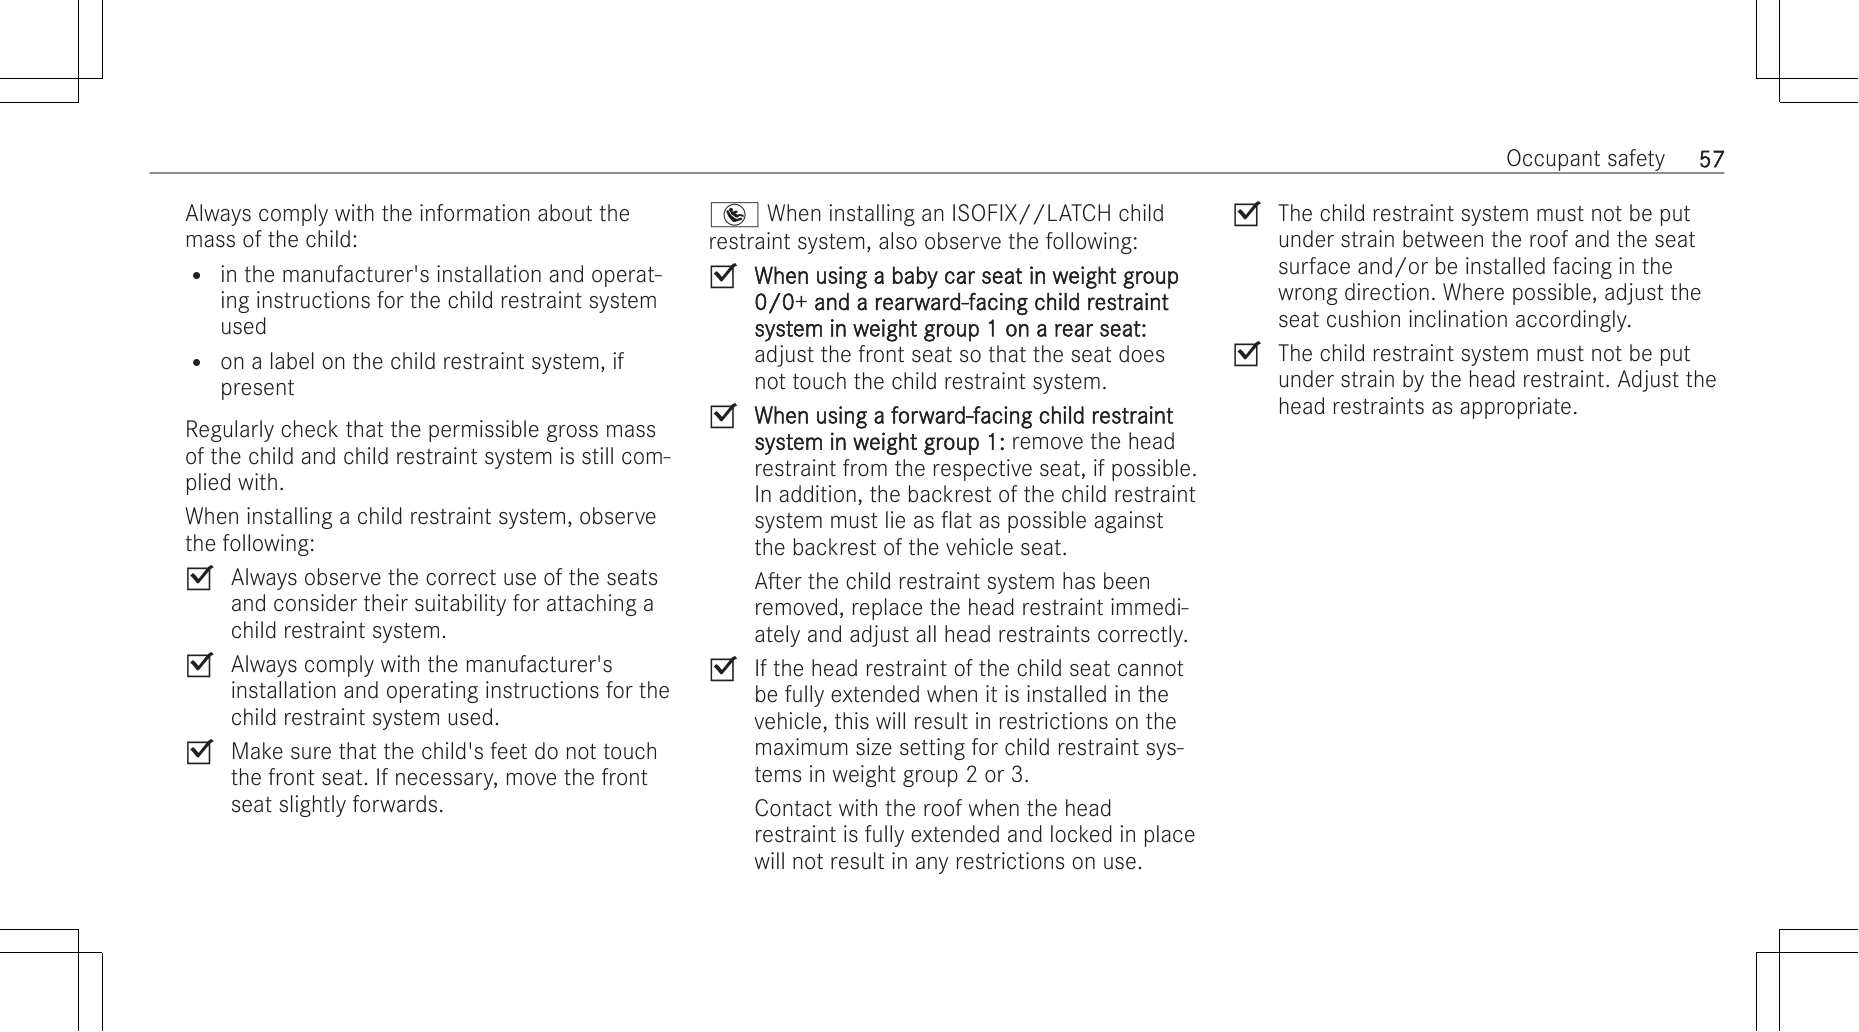 Occupant safety 57
Always comply with the information about the
mass of the child:
• in the manufacturer's installation and operat-
ing instructions for the child restraint system
used
• on a label on the child restraint system, if
present
Regularly check that the permissible gross mass
of the child and child restraint system is still com-
plied with.
When installing a child restraint system, observe
the following:
Always observe the correct use of the seats
and consider their suitability for attaching a
child restraint system.
Always comply with the manufacturer's
installation and operating instructions for the
child restraint system used.
Make sure that the child's feet do not touch
the front seat. If necessary, move the front
seat slightly forwards.
When installing an ISOFIX//LATCH child
restraint system, also observe the following:
When using a baby car seat in weight group
0/0+ and a rearward-facing child restraint
system in weight group 1 on a rear seat:
adjust the front seat so that the seat does
not touch the child restraint system.
When using a forward-facing child restraint
system in weight group 1: remove the head
restraint from the respective seat, if possible.
In addition, the backrest of the child restraint
system must lie as flat as possible against
the backrest of the vehicle seat.
After the child restraint system has been
removed, replace the head restraint immedi-
ately and adjust all head restraints correctly.
If the head restraint of the child seat cannot
be fully extended when it is installed in the
vehicle, this will result in restrictions on the
maximum size setting for child restraint sys-
tems in weight group 2 or 3.
Contact with the roof when the head
restraint is fully extended and locked in place
will not result in any restrictions on use.
The child restraint system must not be put
under strain between the roof and the seat
surface and/or be installed facing in the
wrong direction. Where possible, adjust the
seat cushion inclination accordingly.
The child restraint system must not be put
under strain by the head restraint. Adjust the
head restraints as appropriate.